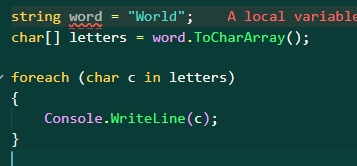 string word = "World"; A local variable
char[] letters = word.ToCharArray();
foreach (char c in letters)
{
Console.WriteLine(c);
}